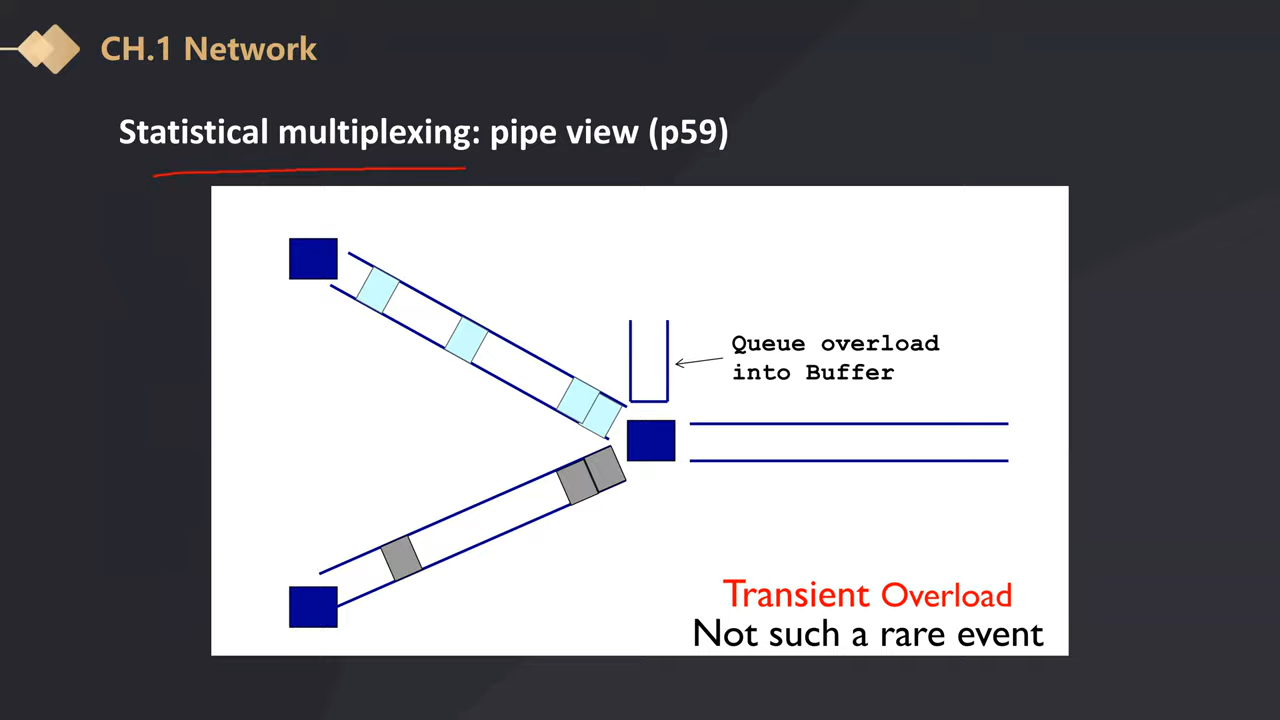 CH.1 Network
Statistical multiplexing: pipe view (p59)
Queue overload
into Buffer
Transient Overload
Not such a rare event